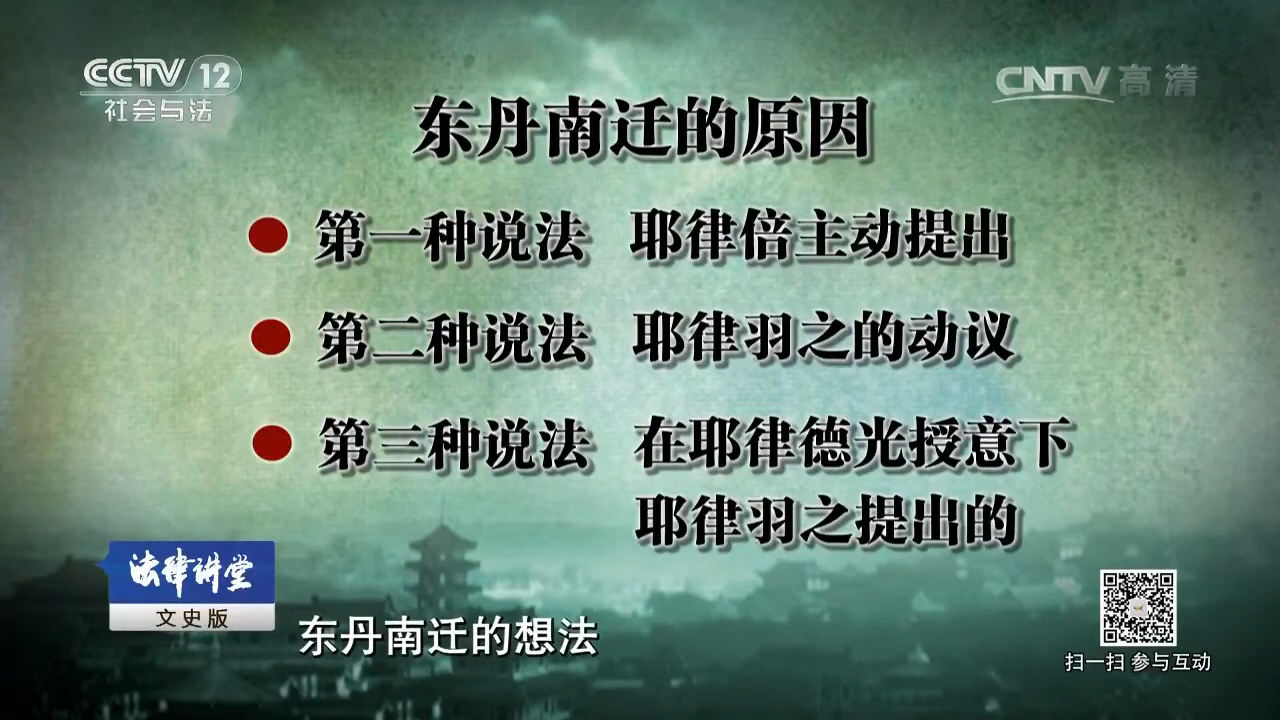 CCTV 12
社会与法
CNTV 高清
东丹南迁的原因
第一种说法 耶律倍主动提出
第二种说法 耶律羽之的动议
第三种说法 在耶律德光授意下
耶律羽之提出的
法律讲堂
文史版
东丹南迁的想法
扫一扫 参与互动